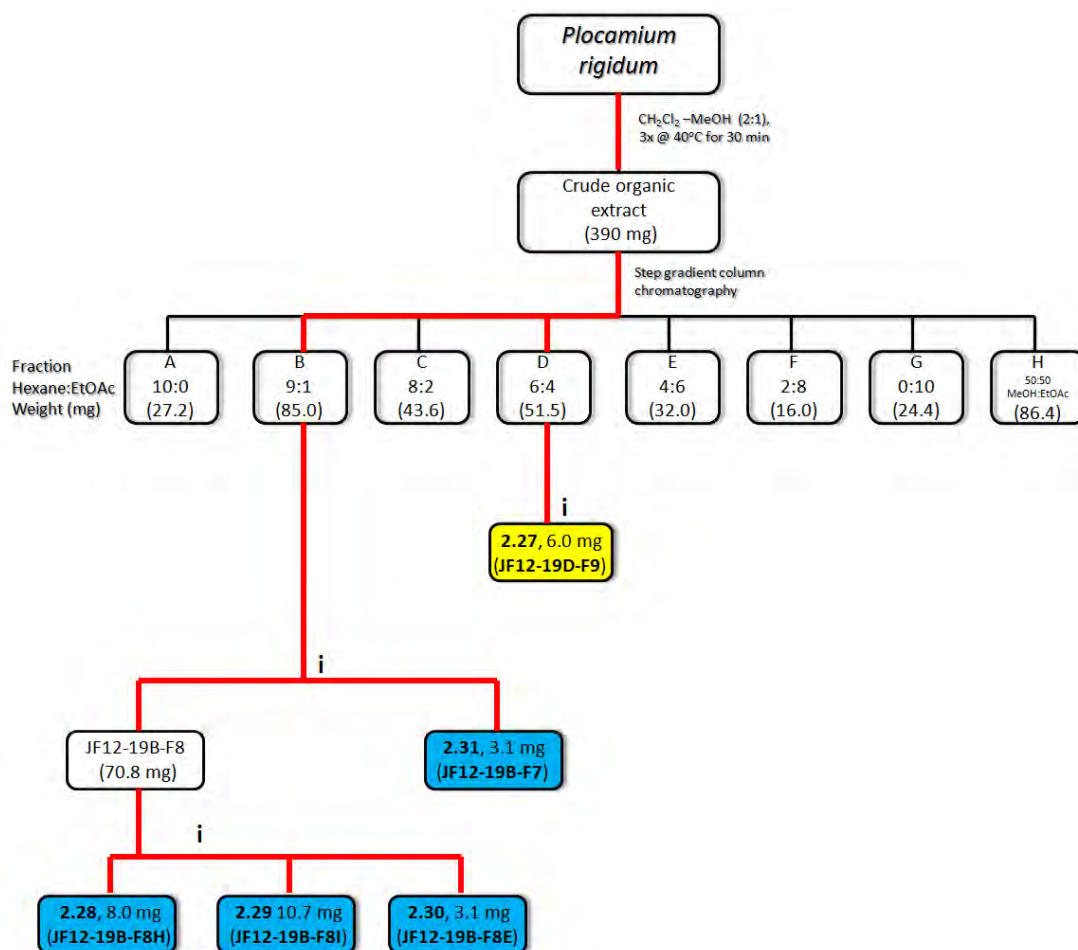 Plocamium
rigidum
CH₂Cl₂ –MeOH (2:1),
3x @ 40°C for 30 min
Crude organic
extract
(390 mg)
Step gradient column
chromatography
Fraction
Hexane:EtOAc
Weight (mg)
A
10:0
(27.2)
B
9:1
(85.0)
C
8:2
(43.6)
D
6:4
(51.5)
E
4:6
(32.0)
F
2:8
(16.0)
G
0:10
(24.4)
H
50:50
MeOH:EtOAc
(86.4)
i
2.27, 6.0 mg
(JF12-19D-F9)
i
JF12-19B-F8
(70.8 mg)
2.31, 3.1 mg
(JF12-19B-F7)
i
2.28, 8.0 mg
(JF12-19B-F8H)
2.29 10.7 mg
(JF12-19B-F8I)
2.30, 3.1 mg
(JF12-19B-F8E)